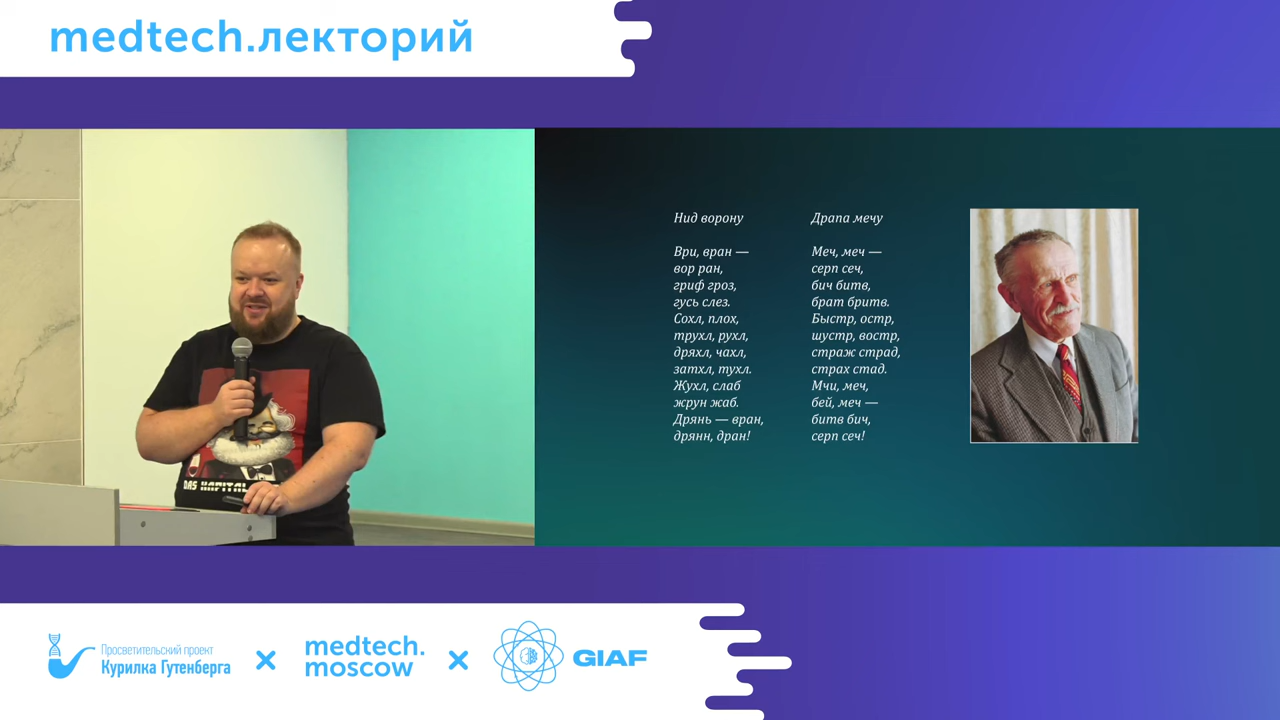 medtech.лекторий
DAS KAPITAL
Нид ворону
Ври, вран —
вор ран,
гриф гроз,
гусь слез.
Сохл, плох,
трухл, рухл,
дряхл, чахл,
затхл, тухл.
Жухл, слаб
жрун жаб.
Дрянь — вран,
дрянн, дран!
Драпа мечу
Меч, меч —
серп сеч,
бич битв,
брат бритв.
Быстр, остр,
шустр, востр,
страж страд,
страх стад.
Мчи, меч,
бей, меч —
битв бич,
серп сеч!
Просветительский проект
Курилка Гутенберга
×
medtech.
moscow
×
GIAF